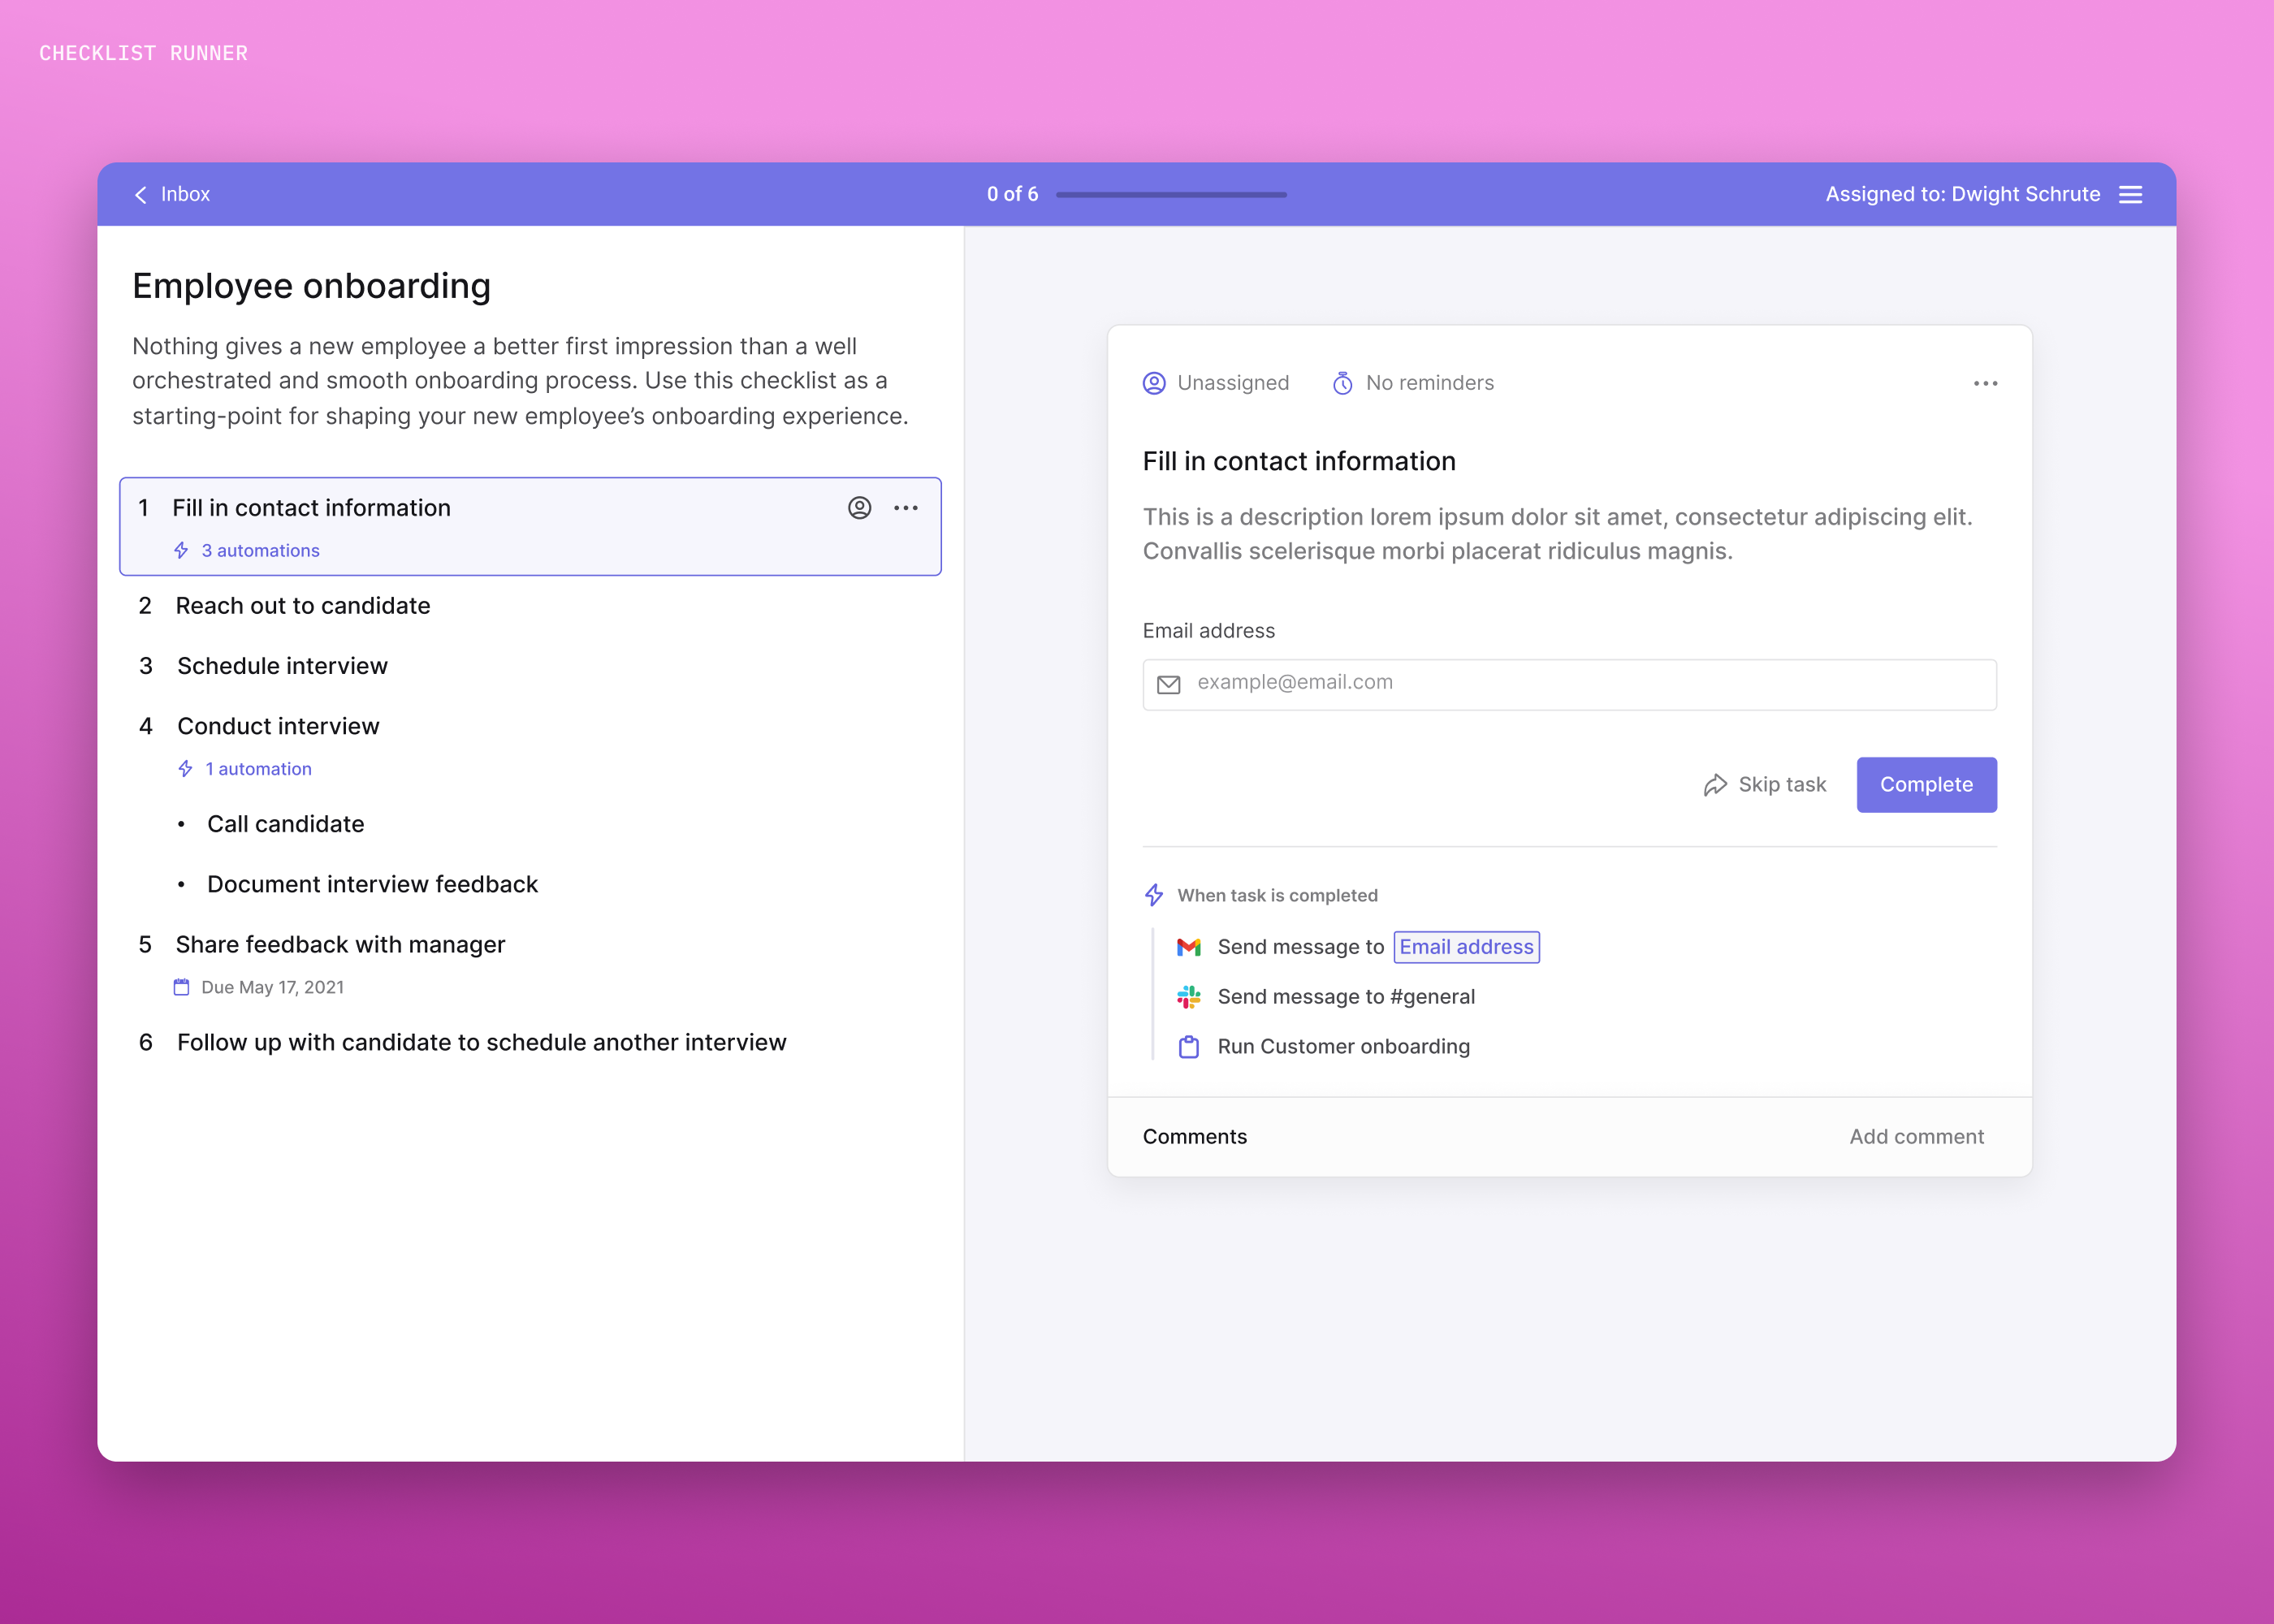 CHECKLIST RUNNER
Inbox
0 of 6
Assigned to: Dwight Schrute
Employee onboarding
Nothing gives a new employee a better first impression than a well
orchestrated and smooth onboarding process. Use this checklist as a
starting-point for shaping your new employee’s onboarding experience.
1 Fill in contact information
3 automations
2 Reach out to candidate
3 Schedule interview
4 Conduct interview
1 automation
• Call candidate
• Document interview feedback
5 Share feedback with manager
Due May 17, 2021
6 Follow up with candidate to schedule another interview
Unassigned
No reminders
Fill in contact information
This is a description lorem ipsum dolor sit amet, consectetur adipiscing elit.
Convallis scelerisque morbi placerat ridiculus magnis.
Email address
example@email.com
Skip task
Complete
When task is completed
Send message to Email address
Send message to #general
Run Customer onboarding
Comments
Add comment